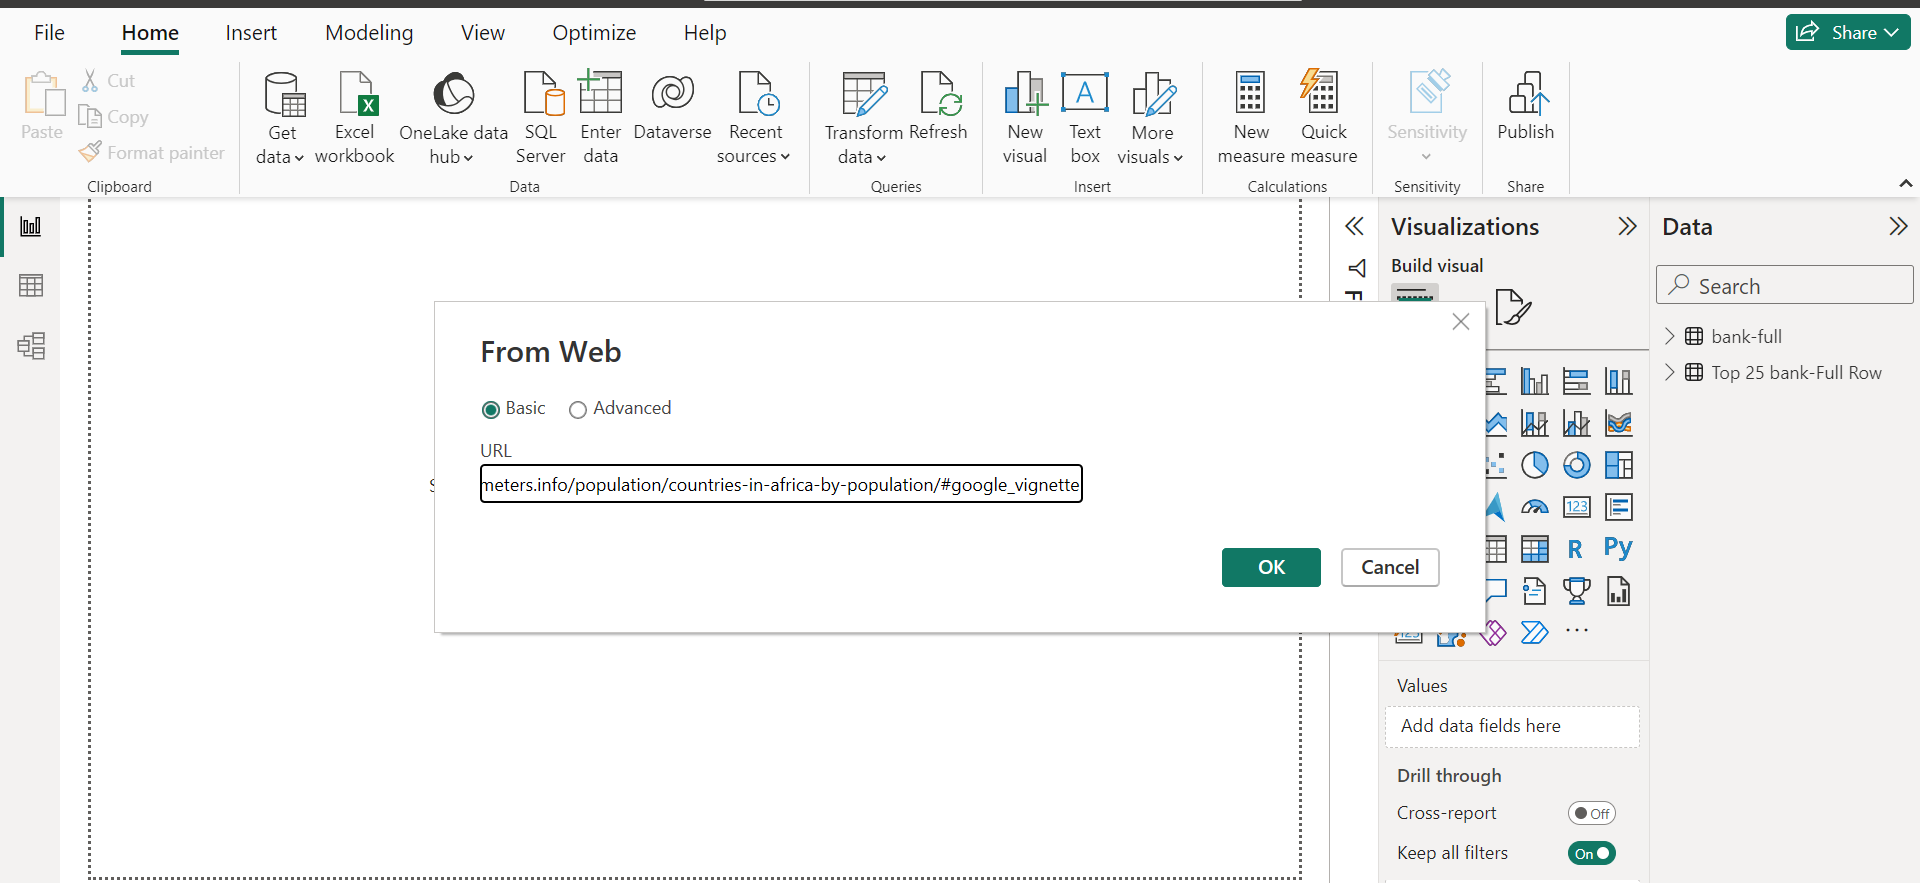 File Home Insert Modeling View Optimize Help Share
Paste
Cut
Copy
Format painter
Clipboard
Get data
Excel workbook
OneLake data hub
SQL Server
Enter data
Dataverse
Recent sources
Data
Transform data
Refresh
Queries
New visual
Text box
More visuals
Insert
New measure
Quick measure
Calculations
Sensitivity
Sensitivity
Publish
Share
From Web
Basic Advanced
URL
meters.info/population/countries-in-africa-by-population/#google_vignette
OK Cancel
Visualizations
Build visual
123
R Py
123
...
Values
Add data fields here
Drill through
Cross-report Off
Keep all filters On
Data
Search
bank-full
Top 25 bank-Full Row